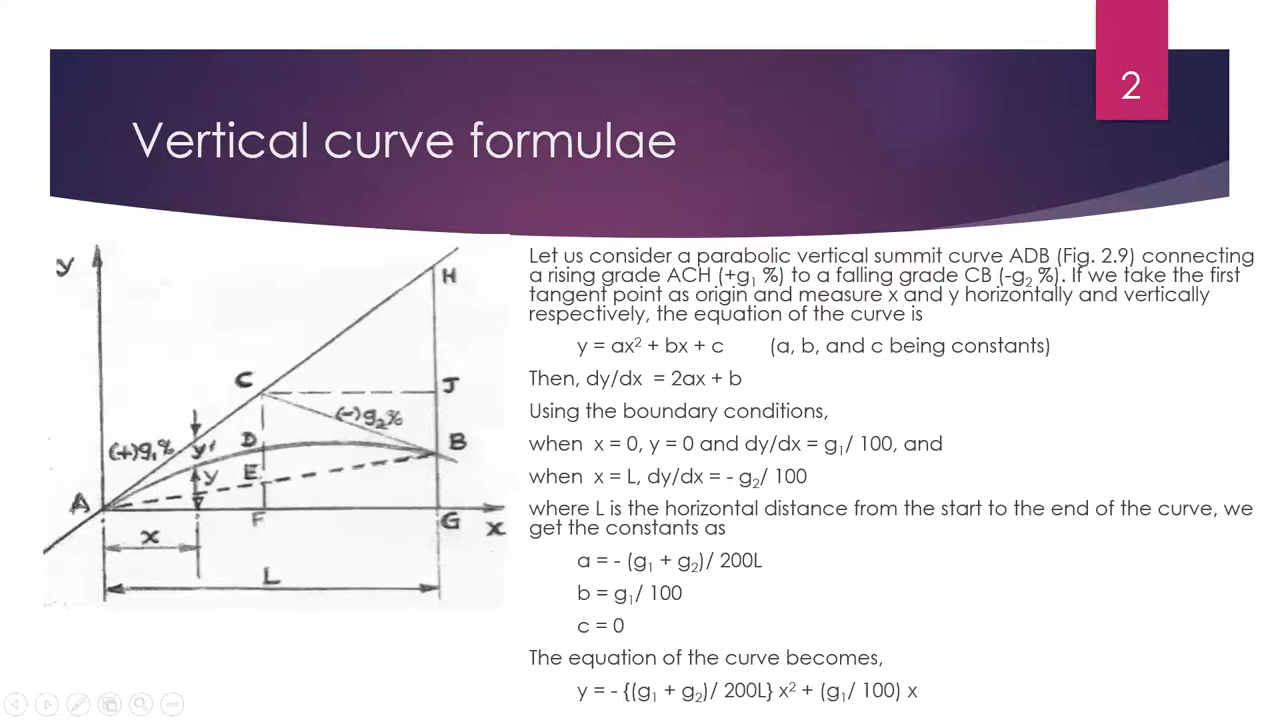 2
Vertical curve formulae
y
H
C
J
(-)g₂%
(+)g₁%
y'
D
B
y
E
A
F
G
x
x
L
Let us consider a parabolic vertical summit curve ADB (Fig. 2.9) connecting
a rising grade ACH (+g₁ %) to a falling grade CB (-g₂ %). If we take the first
tangent point as origin and measure x and y horizontally and vertically
respectively, the equation of the curve is
y = ax² + bx + c (a, b, and c being constants)
Then, dy/dx = 2ax + b
Using the boundary conditions,
when x = 0, y = 0 and dy/dx = g₁/ 100, and
when x = L, dy/dx = - g₂/ 100
where L is the horizontal distance from the start to the end of the curve, we
get the constants as
a = - (g₁ + g₂)/ 200L
b = g₁/ 100
c = 0
The equation of the curve becomes,
y = - {(g₁ + g₂)/ 200L} x² + (g₁/ 100) x